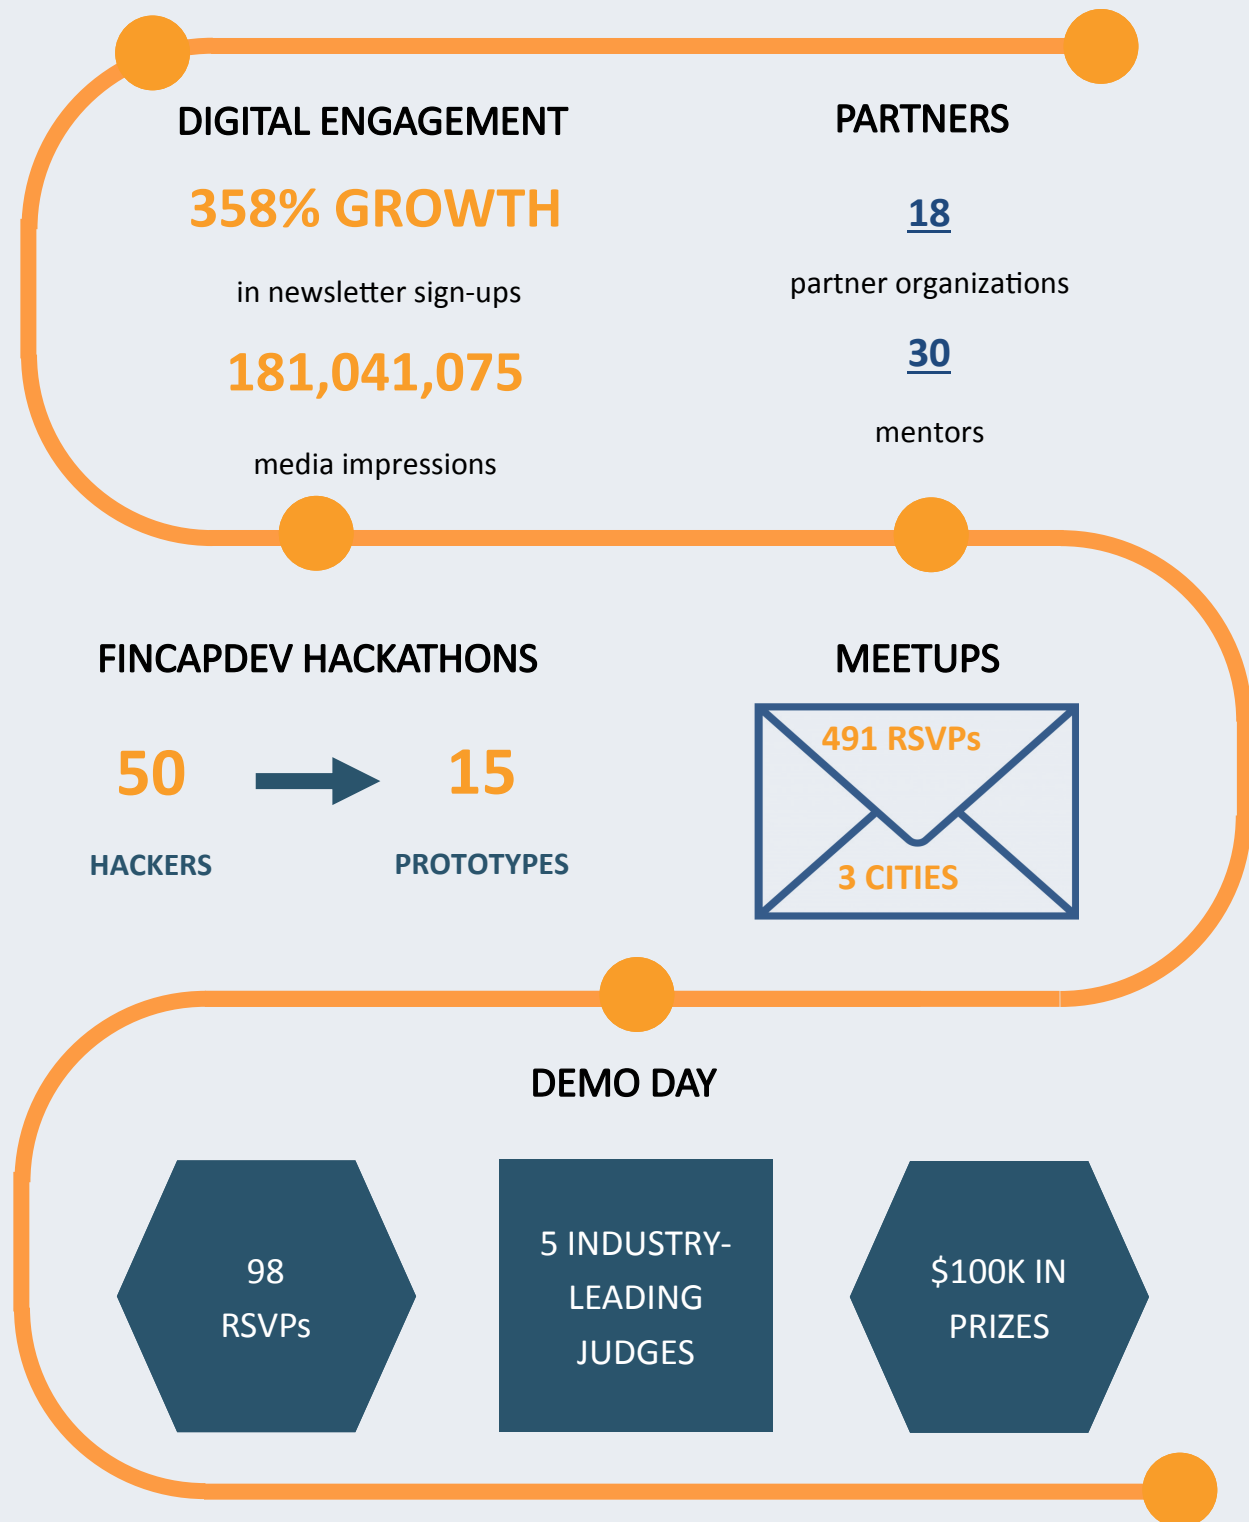 DIGITAL ENGAGEMENT
358% GROWTH
in newsletter sign-ups
181,041,075
media impressions
PARTNERS
18
partner organizations
30
mentors
FINCAPDEV HACKATHONS
50
HACKERS
15
PROTOTYPES
MEETUPS
491 RSVPs
3 CITIES
DEMO DAY
98
RSVPs
5 INDUSTRY-
LEADING
JUDGES
$100K IN
PRIZES